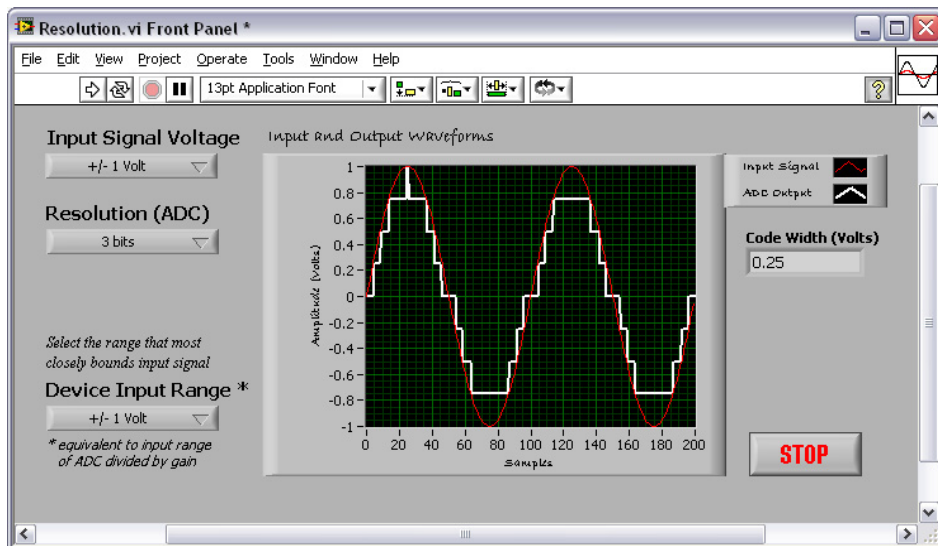 Resolution.vi Front Panel *
File Edit View Project Operate Tools Window Help
13pt Application Font
?
Input Signal Voltage
+/- 1 Volt
Resolution (ADC)
3 bits
Select the range that most
closely bounds input signal
Device Input Range *
+/- 1 Volt
* equivalent to input range
of ADC divided by gain
Input and Output Waveforms
Amplitude (Volts)
1
0.8
0.6
0.4
0.2
0
-0.2
-0.4
-0.6
-0.8
-1
0 20 40 60 80 100 120 140 160 180 200
Samples
Input Signal
ADC Output
Code Width (Volts)
0.25
STOP